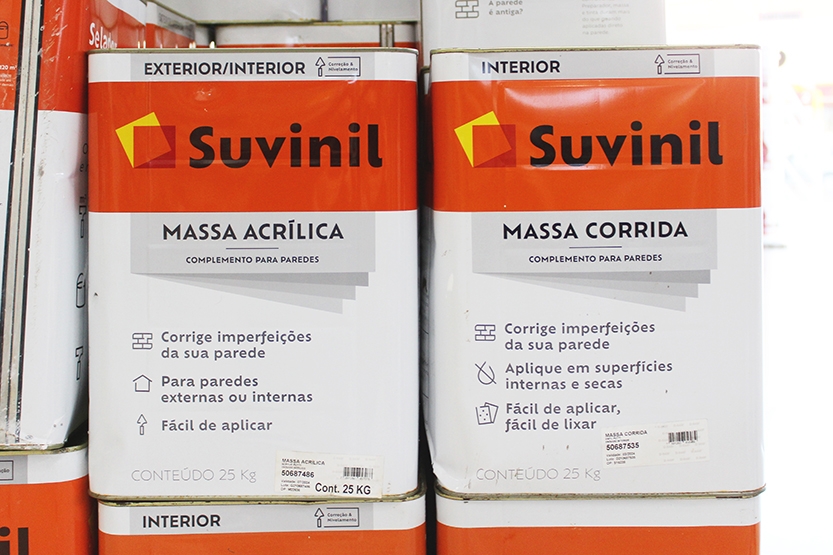 Selador
A parede
é antiga?
EXTERIOR/INTERIOR
Correção &
Nivelamento
Suvinil
MASSA ACRÍLICA
COMPLEMENTO PARA PAREDES
Corrige imperfeições
da sua parede
Para paredes
externas ou internas
Fácil de aplicar
CONTEÚDO 25 Kg
MASSA ACRILICA
50687486
Cont. 25 KG
INTERIOR
Correção &
Nivelamento
Suvinil
MASSA CORRIDA
COMPLEMENTO PARA PAREDES
Corrige imperfeições
da sua parede
Aplique em superfícies
internas e secas
Fácil de aplicar,
fácil de lixar
CONTEÚDO 25 Kg
MASSA CORRIDA
50687535
INTERIOR
Correção &
Nivelamento